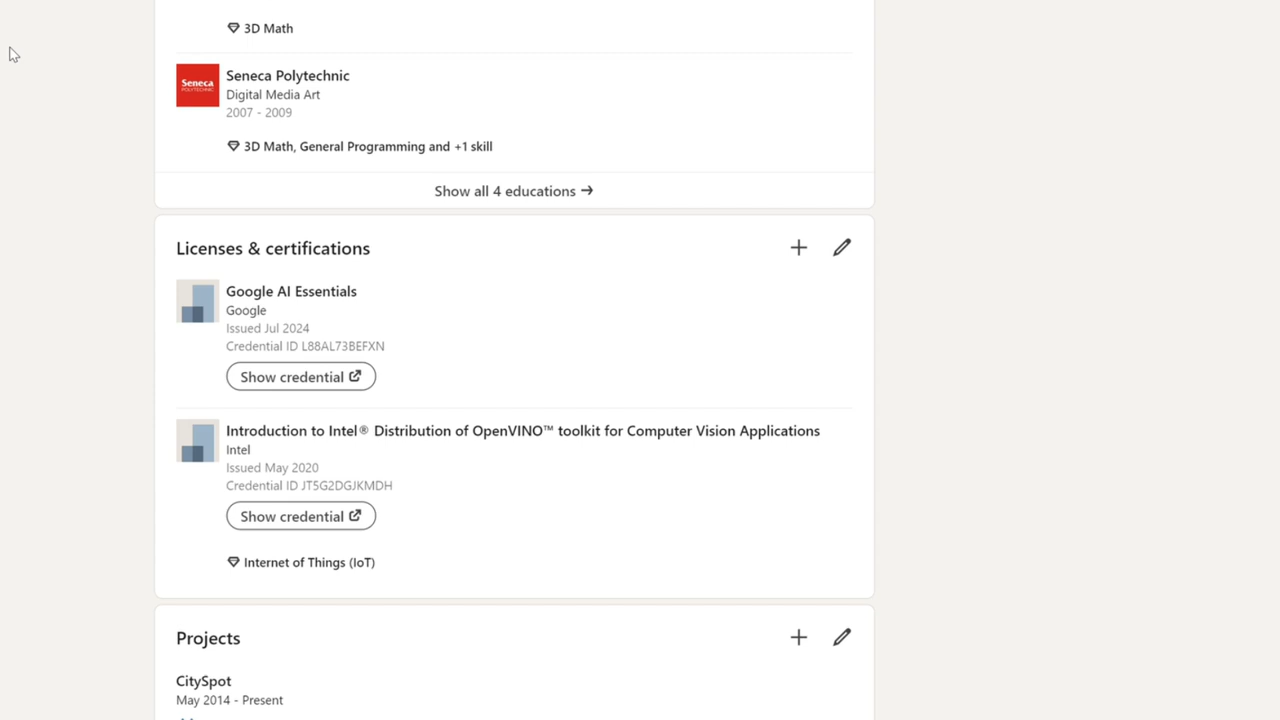 3D Math
Seneca
POLYTECHNIC
Seneca Polytechnic
Digital Media Art
2007 - 2009
3D Math, General Programming and +1 skill
Show all 4 educations →
Licenses & certifications
Google AI Essentials
Google
Issued Jul 2024
Credential ID L88AL73BEFXN
Show credential
Introduction to Intel® Distribution of OpenVINO™ toolkit for Computer Vision Applications
Intel
Issued May 2020
Credential ID JT5G2DGJKMDH
Show credential
Internet of Things (IoT)
Projects
CitySpot
May 2014 - Present